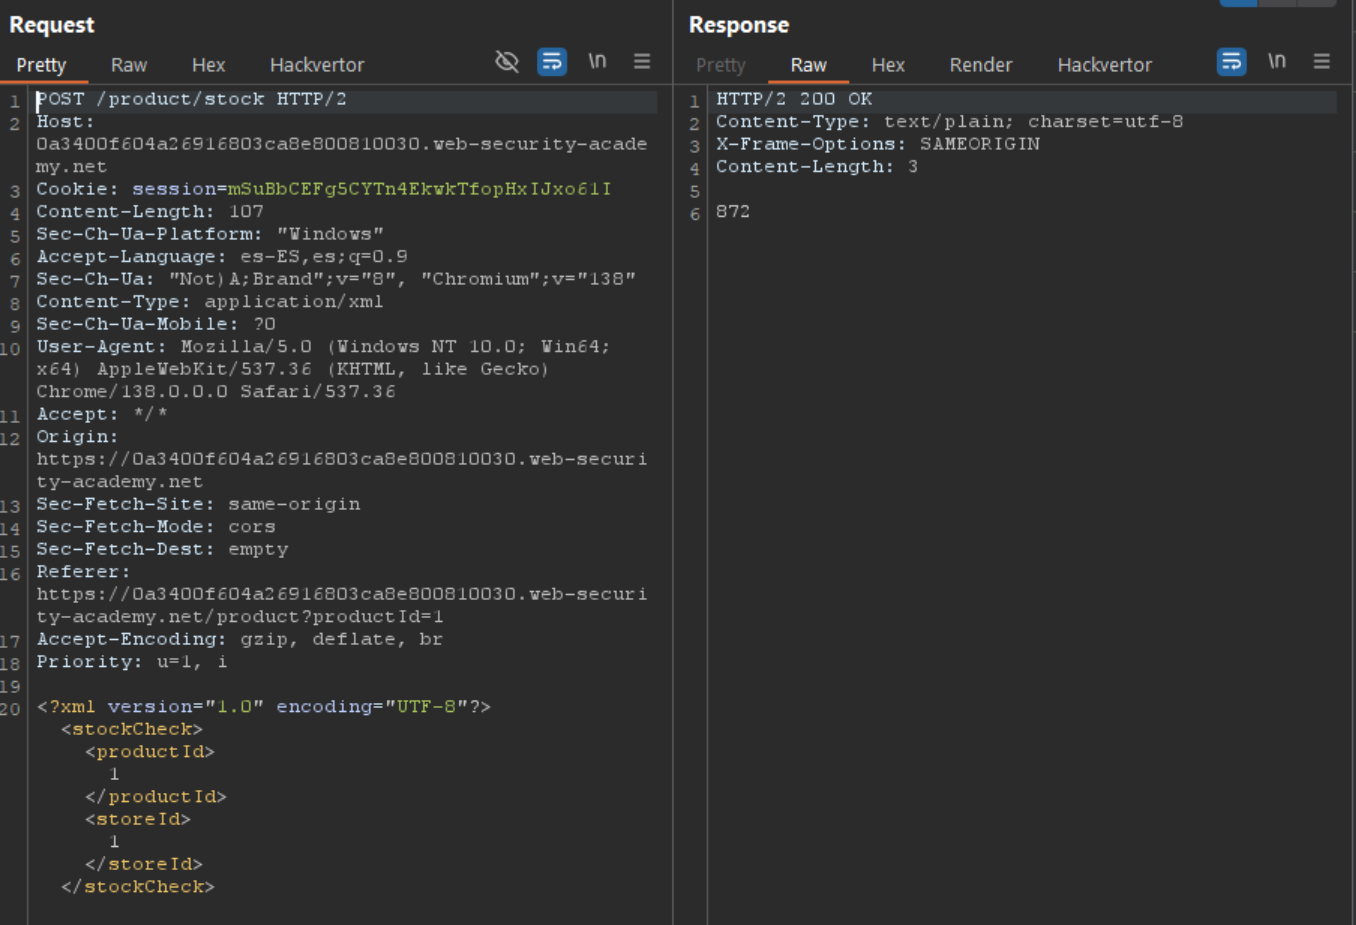 Request
Pretty Raw Hex Hackvertor \n
1 POST /product/stock HTTP/2
2 Host:
0a3400f604a26916803ca8e800810030.web-security-acade
my.net
3 Cookie: session=mSuBbCEFg5CYTn4EkwkTfopHxIJxo61I
4 Content-Length: 107
5 Sec-Ch-Ua-Platform: "Windows"
6 Accept-Language: es-ES,es;q=0.9
7 Sec-Ch-Ua: "Not)A;Brand";v="8", "Chromium";v="138"
8 Content-Type: application/xml
9 Sec-Ch-Ua-Mobile: ?0
10 User-Agent: Mozilla/5.0 (Windows NT 10.0; Win64;
x64) AppleWebKit/537.36 (KHTML, like Gecko)
Chrome/138.0.0.0 Safari/537.36
11 Accept: */*
12 Origin:
https://0a3400f604a26916803ca8e800810030.web-securi
ty-academy.net
13 Sec-Fetch-Site: same-origin
14 Sec-Fetch-Mode: cors
15 Sec-Fetch-Dest: empty
16 Referer:
https://0a3400f604a26916803ca8e800810030.web-securi
ty-academy.net/product?productId=1
17 Accept-Encoding: gzip, deflate, br
18 Priority: u=1, i
19
20 <?xml version="1.0" encoding="UTF-8"?>
<stockCheck>
<productId>
1
</productId>
<storeId>
1
</storeId>
</stockCheck>
Response
Pretty Raw Hex Render Hackvertor \n
1 HTTP/2 200 OK
2 Content-Type: text/plain; charset=utf-8
3 X-Frame-Options: SAMEORIGIN
4 Content-Length: 3
5
6 872